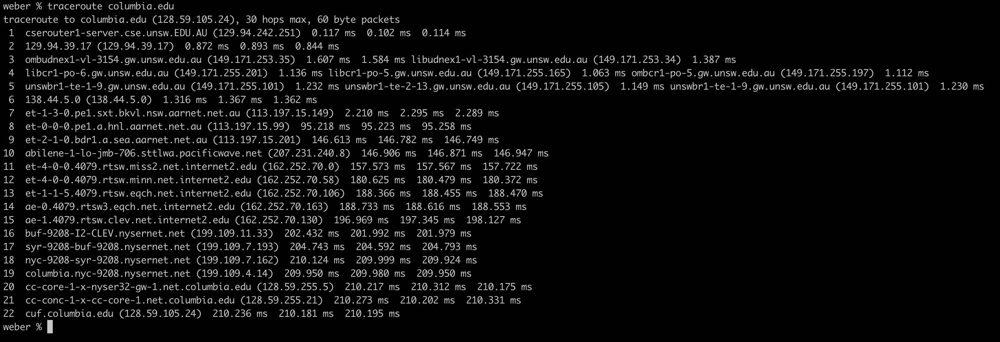 weber % traceroute columbia.edu
traceroute to columbia.edu (128.59.105.24), 30 hops max, 60 byte packets
 1  cserouter1-server.cse.unsw.EDU.AU (129.94.242.251)  0.117 ms  0.102 ms  0.114 ms
 2  129.94.39.17 (129.94.39.17)  0.872 ms  0.893 ms  0.844 ms
 3  ombudnex1-vl-3154.gw.unsw.edu.au (149.171.253.35)  1.607 ms  1.584 ms libudnex1-vl-3154.gw.unsw.edu.au (149.171.253.34)  1.387 ms
 4  libcr1-po-6.gw.unsw.edu.au (149.171.255.201)  1.136 ms libcr1-po-5.gw.unsw.edu.au (149.171.255.165)  1.063 ms ombcr1-po-5.gw.unsw.edu.au (149.171.255.197)  1.112 ms
 5  unswbr1-te-1-9.gw.unsw.edu.au (149.171.255.101)  1.232 ms unswbr1-te-2-13.gw.unsw.edu.au (149.171.255.105)  1.149 ms unswbr1-te-1-9.gw.unsw.edu.au (149.171.255.101)  1.230 ms
 6  138.44.5.0 (138.44.5.0)  1.316 ms  1.367 ms  1.362 ms
 7  et-1-3-0.pe1.sxt.bkvl.nsw.aarnet.net.au (113.197.15.149)  2.210 ms  2.295 ms  2.289 ms
 8  et-0-0-0.pe1.a.hnl.aarnet.net.au (113.197.15.99)  95.218 ms  95.223 ms  95.258 ms
 9  et-2-1-0.bdr1.a.sea.aarnet.net.au (113.197.15.201)  146.613 ms  146.782 ms  146.749 ms
10  abilene-1-lo-jmb-706.sttlwa.pacificwave.net (207.231.240.8)  146.906 ms  146.871 ms  146.947 ms
11  et-4-0-0.4079.rtsw.miss2.net.internet2.edu (162.252.70.0)  157.573 ms  157.567 ms  157.722 ms
12  et-4-0-0.4079.rtsw.minn.net.internet2.edu (162.252.70.58)  180.625 ms  180.479 ms  180.372 ms
13  et-1-1-5.4079.rtsw.eqch.net.internet2.edu (162.252.70.106)  188.366 ms  188.455 ms  188.470 ms
14  ae-0.4079.rtsw3.eqch.net.internet2.edu (162.252.70.163)  188.733 ms  188.616 ms  188.553 ms
15  ae-1.4079.rtsw.clev.net.internet2.edu (162.252.70.130)  196.969 ms  197.345 ms  198.127 ms
16  buf-9208-I2-CLEV.nysernet.net (199.109.11.33)  202.432 ms  201.992 ms  201.979 ms
17  syr-9208-buf-9208.nysernet.net (199.109.7.193)  204.743 ms  204.592 ms  204.793 ms
18  nyc-9208-syr-9208.nysernet.net (199.109.7.162)  210.124 ms  209.999 ms  209.924 ms
19  columbia.nyc-9208.nysernet.net (199.109.4.14)  209.950 ms  209.980 ms  209.950 ms
20  cc-core-1-x-nyser32-gw-1.net.columbia.edu (128.59.255.5)  210.217 ms  210.312 ms  210.175 ms
21  cc-conc-1-x-cc-core-1.net.columbia.edu (128.59.255.21)  210.273 ms  210.202 ms  210.331 ms
22  cuf.columbia.edu (128.59.105.24)  210.236 ms  210.181 ms  210.195 ms
weber %